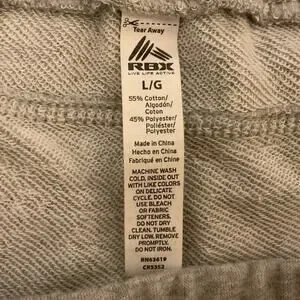 Tear Away
RBX
LIVE LIFE ACTIVE
L/G
55% Cotton/
Algodón/
Coton
45% Polyester/
Poliéster/
Polyester
Made in China
Hecho en China
Fabriqué en Chine
MACHINE WASH
COLD, INSIDE OUT
WITH LIKE COLORS
ON DELICATE
CYCLE. DO NOT
USE BLEACH
OR FABRIC
SOFTENERS.
DO NOT DRY
CLEAN. TUMBLE
DRY LOW. REMOVE
PROMPTLY.
DO NOT IRON.
RN63619
CR5352